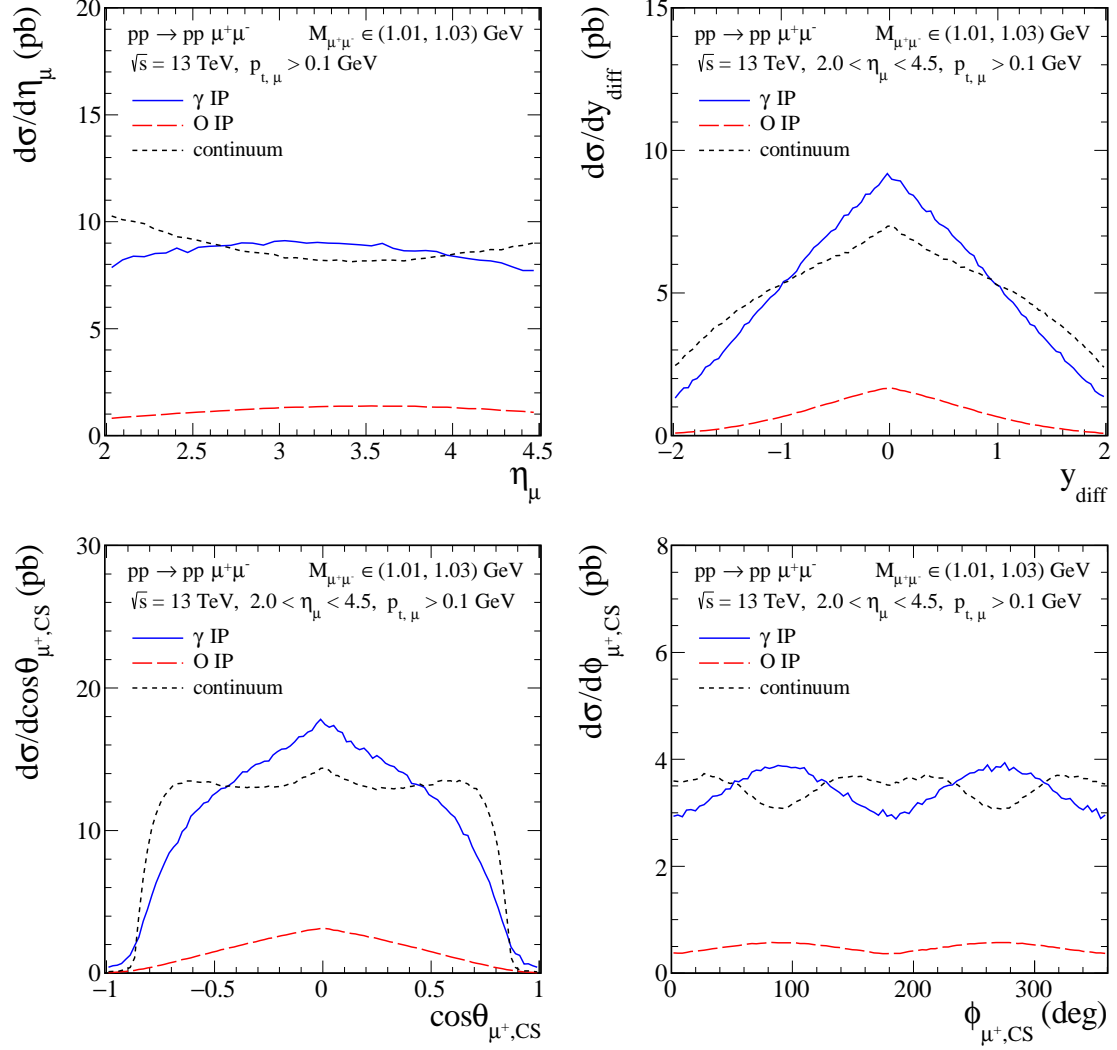 dσ/dη_μ (pb)
20
15
10
5
0
pp → pp μ⁺μ⁻ M_μ⁺μ⁻ ∈ (1.01, 1.03) GeV
√s = 13 TeV, p_t, μ > 0.1 GeV
γ IP
O IP
continuum
2 2.5 3 3.5 4 4.5
η_μ
dσ/dy_diff (pb)
15
10
5
0
pp → pp μ⁺μ⁻ M_μ⁺μ⁻ ∈ (1.01, 1.03) GeV
√s = 13 TeV, 2.0 < η_μ < 4.5, p_t, μ > 0.1 GeV
γ IP
O IP
continuum
−2 −1 0 1 2
y_diff
dσ/dcosθ_μ⁺,CS (pb)
30
20
10
0
pp → pp μ⁺μ⁻ M_μ⁺μ⁻ ∈ (1.01, 1.03) GeV
√s = 13 TeV, 2.0 < η_μ < 4.5, p_t, μ > 0.1 GeV
γ IP
O IP
continuum
−1 −0.5 0 0.5 1
cosθ_μ⁺,CS
dσ/dϕ_μ⁺,CS (pb)
8
6
4
2
0
pp → pp μ⁺μ⁻ M_μ⁺μ⁻ ∈ (1.01, 1.03) GeV
√s = 13 TeV, 2.0 < η_μ < 4.5, p_t, μ > 0.1 GeV
γ IP
O IP
continuum
0 100 200 300
ϕ_μ⁺,CS (deg)